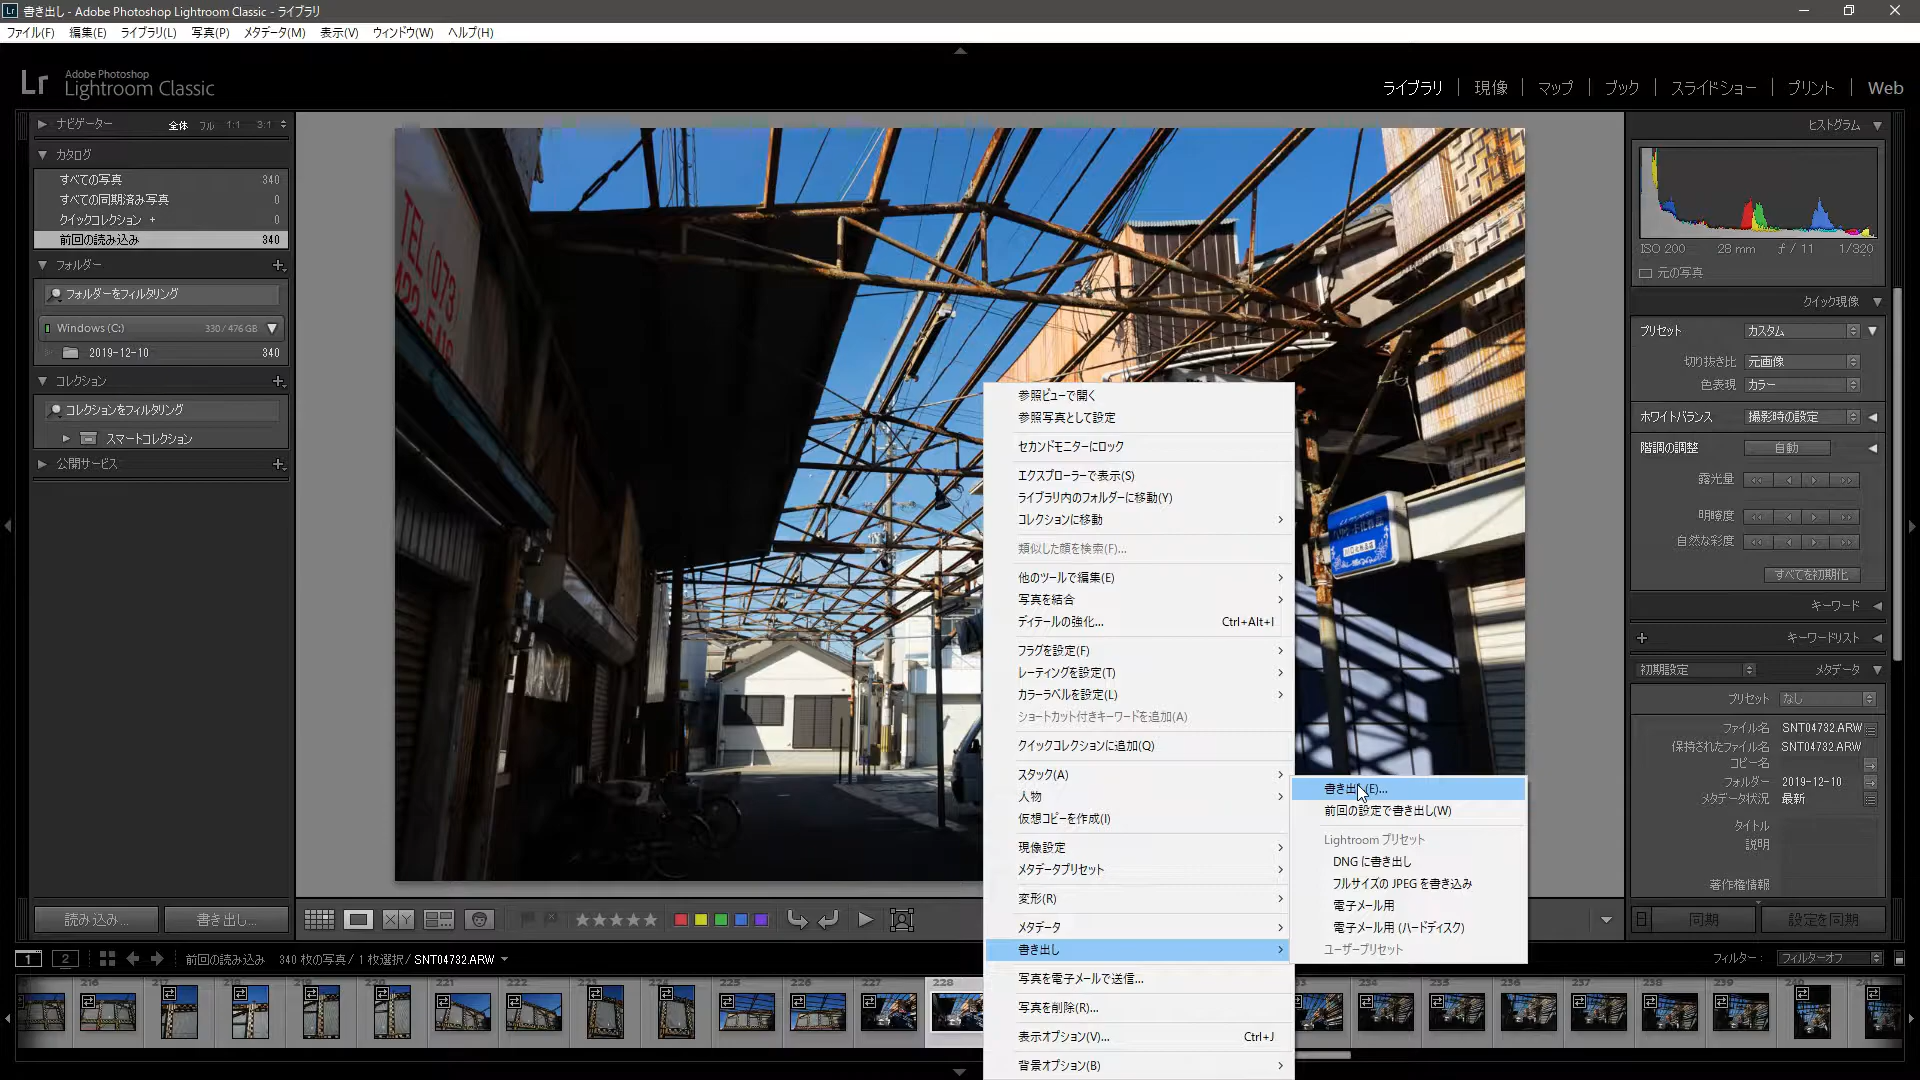 書き出し - Adobe Photoshop Lightroom Classic - ライブラリ
ファイル(F) 編集(E) ライブラリ(L) 写真(P) メタデータ(M) 表示(V) ウィンドウ(W) ヘルプ(H)
Lr Adobe Photoshop
Lightroom Classic
ライブラリ | 現像 | マップ | ブック | スライドショー | プリント | Web
ナビゲーター 全体 フル 1:1 3:1
カタログ
すべての写真 340
すべての同期済み写真 0
クイックコレクション + 0
前回の読み込み 340
フォルダー
フォルダーをフィルタリング
Windows (C:) 330 / 476 GB
2019-12-10 340
コレクション
コレクションをフィルタリング
スマートコレクション
公開サービス
読み込み... 書き出し...
TEL (073
参照ビューで開く
参照写真として設定
セカンドモニターにロック
エクスプローラーで表示(S)
ライブラリ内のフォルダーに移動(Y)
コレクションに移動
類似した顔を検索(F)...
他のツールで編集(E)
写真を結合
ディテールの強化... Ctrl+Alt+I
フラグを設定(F)
レーティングを設定(T)
カラーラベルを設定(L)
ショートカット付きキーワードを追加(A)
クイックコレクションに追加(Q)
スタック(A)
人物
仮想コピーを作成(I)
現像設定
メタデータプリセット
変形(R)
メタデータ
書き出し
写真を電子メールで送信...
写真を削除(R)...
表示オプション(V)... Ctrl+J
背景オプション(B)
書き出し(E)...
前回の設定で書き出し(W)
Lightroom プリセット
DNG に書き出し
フルサイズの JPEG を書き込み
電子メール用
電子メール用 (ハードディスク)
ユーザープリセット
ヒストグラム
ISO 200 28 mm f / 11 1/320
元の写真
クイック現像
プリセット カスタム
切り抜き比 元画像
色表現 カラー
ホワイトバランス 撮影時の設定
階調の調整 自動
露光量
明瞭度
自然な彩度
すべてを初期化
キーワード
キーワードリスト
初期設定 メタデータ
プリセット なし
ファイル名 SNT04732.ARW
保持されたファイル名 SNT04732.ARW
コピー名
フォルダー 2019-12-10
メタデータ状況 最新
タイトル
説明
著作権情報
同期 設定を同期
1 2 前回の読み込み 340 枚の写真 / 1 枚選択 / SNT04732.ARW
フィルター : フィルターオフ
216 217 218 219 220 221 222 223 224 225 226 227 228 234 235 236 237 238 239 240